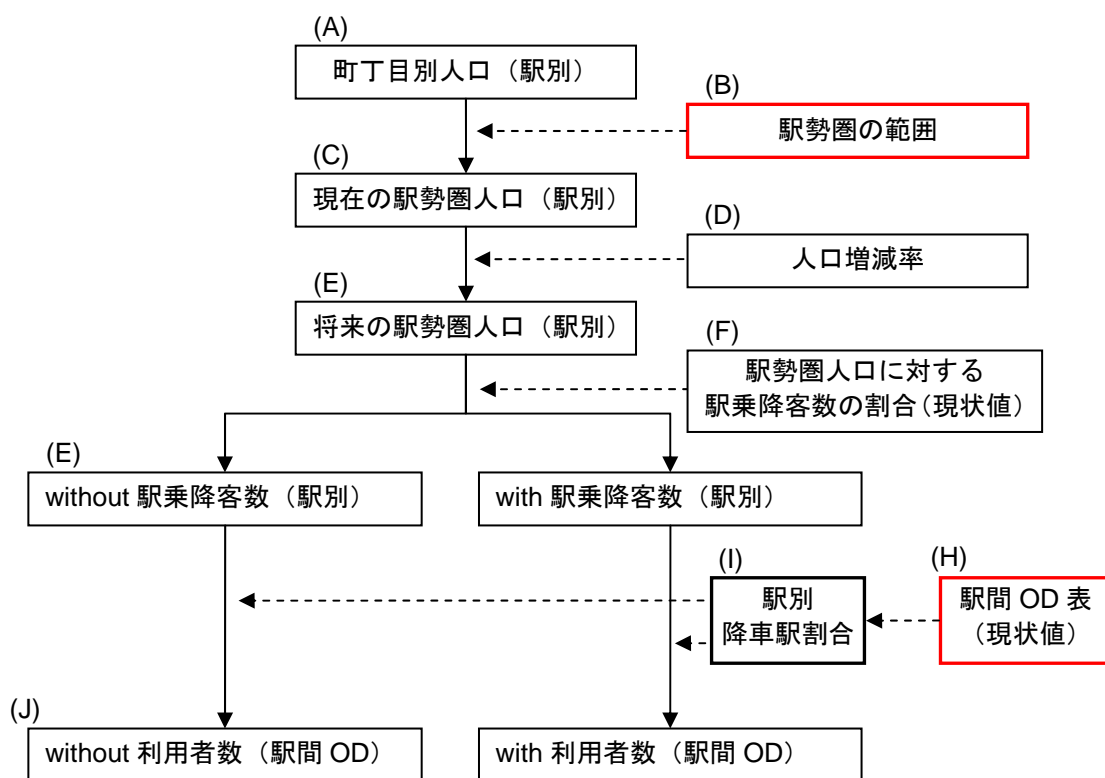 (A)
町丁目別人口（駅別）
(B)
駅勢圏の範囲
(C)
現在の駅勢圏人口（駅別）
(D)
人口増減率
(E)
将来の駅勢圏人口（駅別）
(F)
駅勢圏人口に対する
駅乗降客数の割合（現状値）
(E)
without 駅乗降客数（駅別）
with 駅乗降客数（駅別）
(I)
駅別
降車駅割合
(H)
駅間 OD 表
（現状値）
(J)
without 利用者数（駅間 OD）
with 利用者数（駅間 OD）